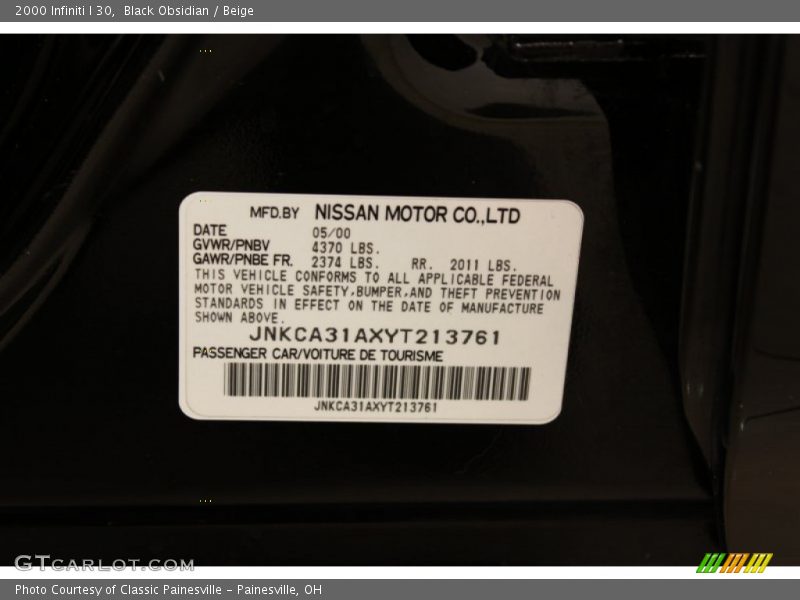 2000 Infiniti I 30,  Black Obsidian / Beige
MFD.BY NISSAN MOTOR CO.,LTD
DATE 05/00
GVWR/PNBV 4370 LBS.
GAWR/PNBE FR. 2374 LBS. RR. 2011 LBS.
THIS VEHICLE CONFORMS TO ALL APPLICABLE FEDERAL
MOTOR VEHICLE SAFETY,BUMPER,AND THEFT PREVENTION
STANDARDS IN EFFECT ON THE DATE OF MANUFACTURE
SHOWN ABOVE.
JNKCA31AXYT213761
PASSENGER CAR/VOITURE DE TOURISME
JNKCA31AXYT213761
GTCARLOT.COM
Photo Courtesy of Classic Painesville - Painesville, OH